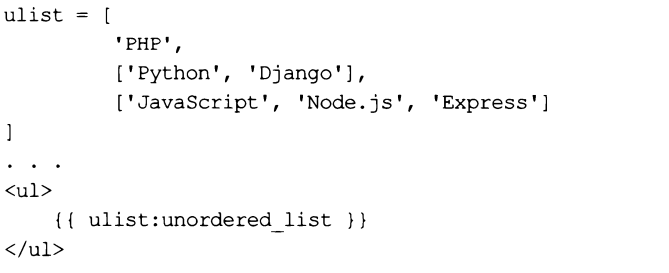 ulist = [
'PHP',
['Python', 'Django'],
['JavaScript', 'Node.js', 'Express']
]
. . .
<ul>
{{ ulist:unordered_list }}
</ul>